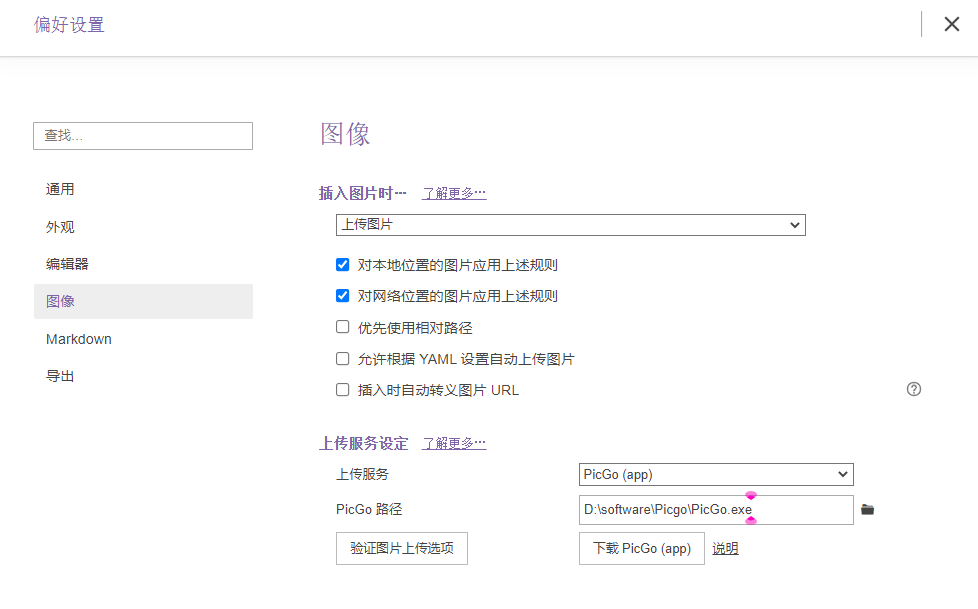 偏好设置
查找...
通用
外观
编辑器
图像
Markdown
导出
图像
插入图片时… 了解更多…
上传图片
对本地位置的图片应用上述规则
对网络位置的图片应用上述规则
优先使用相对路径
允许根据 YAML 设置自动上传图片
插入时自动转义图片 URL
上传服务设定 了解更多…
上传服务 PicGo (app)
PicGo 路径 D:\software\Picgo\PicGo.exe
验证图片上传选项 下载 PicGo (app) 说明